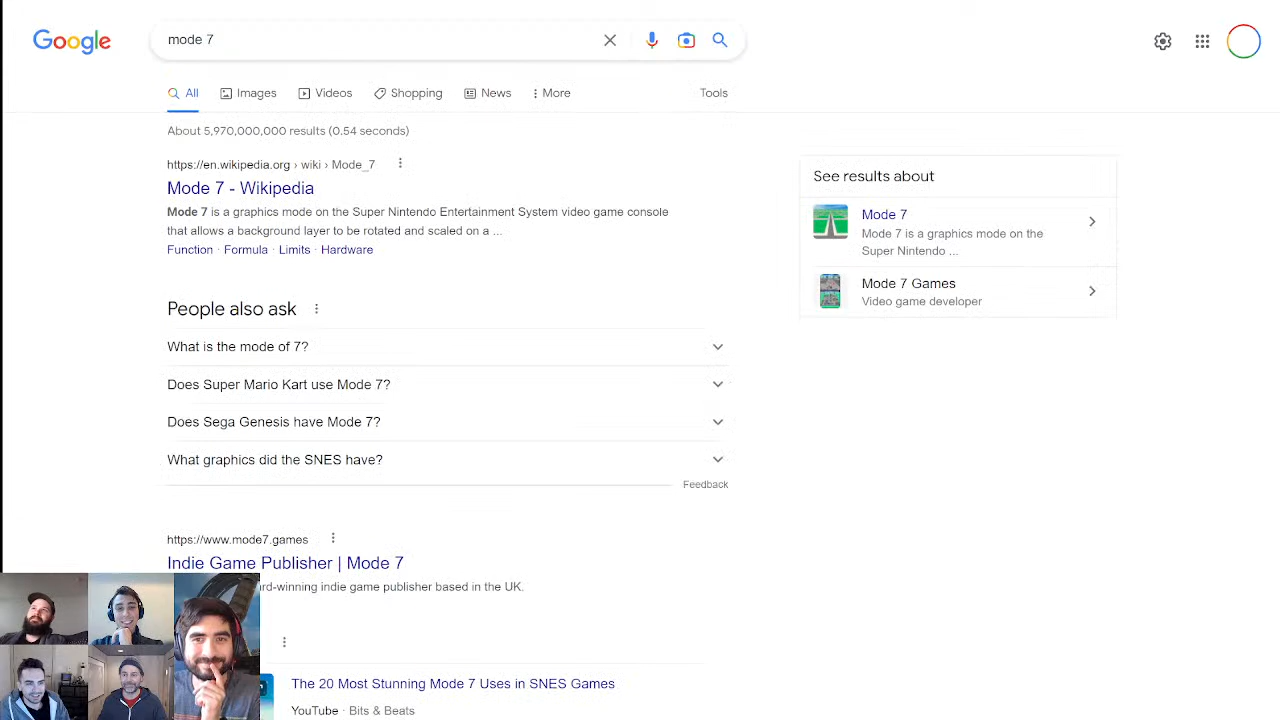 Google
mode 7
All
Images
Videos
Shopping
News
More
Tools
About 5,970,000,000 results (0.54 seconds)
https://en.wikipedia.org › wiki › Mode_7
Mode 7 - Wikipedia
Mode 7 is a graphics mode on the Super Nintendo Entertainment System video game console
that allows a background layer to be rotated and scaled on a ...
Function · Formula · Limits · Hardware
People also ask
What is the mode of 7?
Does Super Mario Kart use Mode 7?
Does Sega Genesis have Mode 7?
What graphics did the SNES have?
Feedback
https://www.mode7.games
Indie Game Publisher | Mode 7
rd-winning indie game publisher based in the UK.
The 20 Most Stunning Mode 7 Uses in SNES Games
YouTube · Bits & Beats
See results about
Mode 7
Mode 7 is a graphics mode on the
Super Nintendo ...
Mode 7 Games
Video game developer